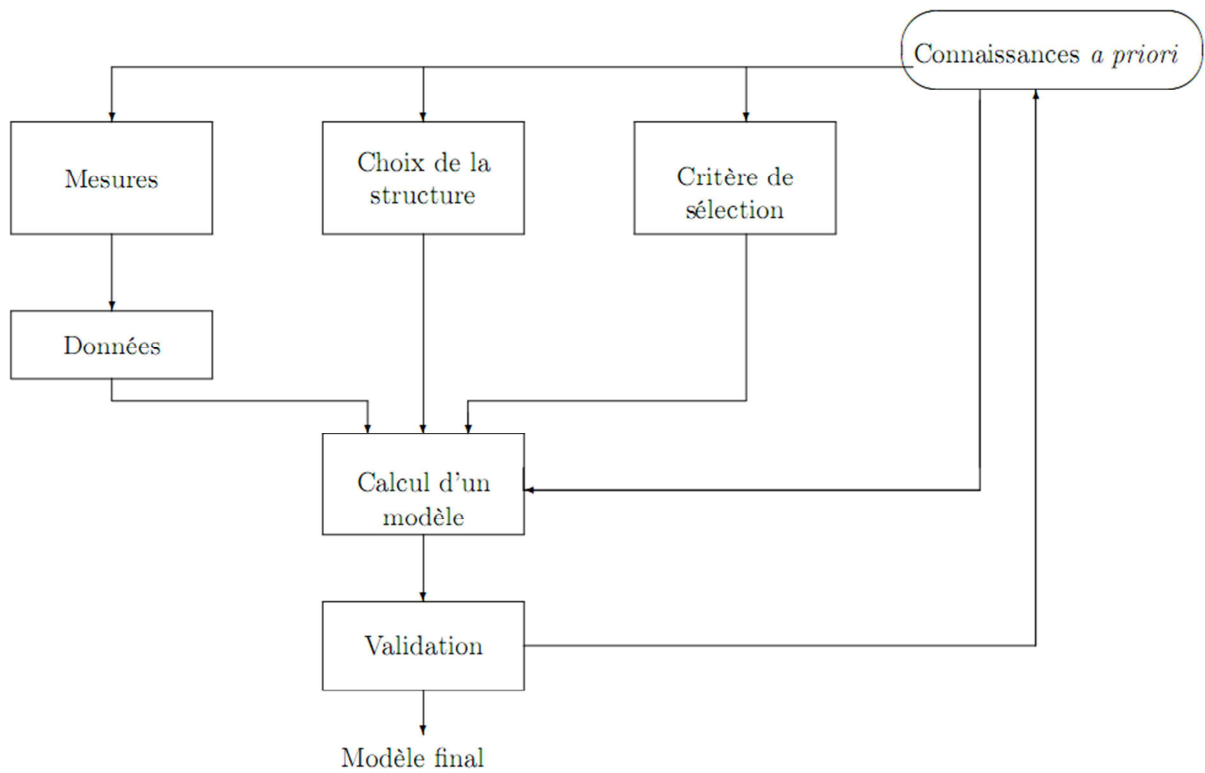 Connaissances a priori
Mesures
Choix de la
structure
Critère de
sélection
Données
Calcul d'un
modèle
Validation
Modèle final